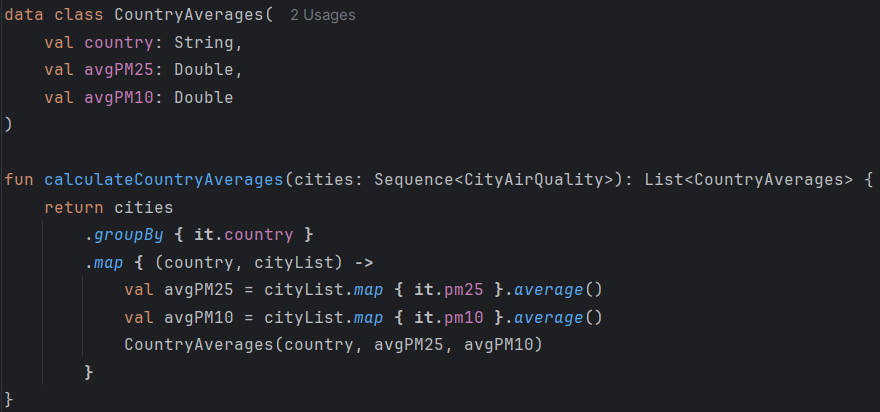 data class CountryAverages( 2 Usages
    val country: String,
    val avgPM25: Double,
    val avgPM10: Double
)
fun calculateCountryAverages(cities: Sequence<CityAirQuality>): List<CountryAverages> {
    return cities
        .groupBy { it.country }
        .map { (country, cityList) ->
            val avgPM25 = cityList.map { it.pm25 }.average()
            val avgPM10 = cityList.map { it.pm10 }.average()
            CountryAverages(country, avgPM25, avgPM10)
        }
}